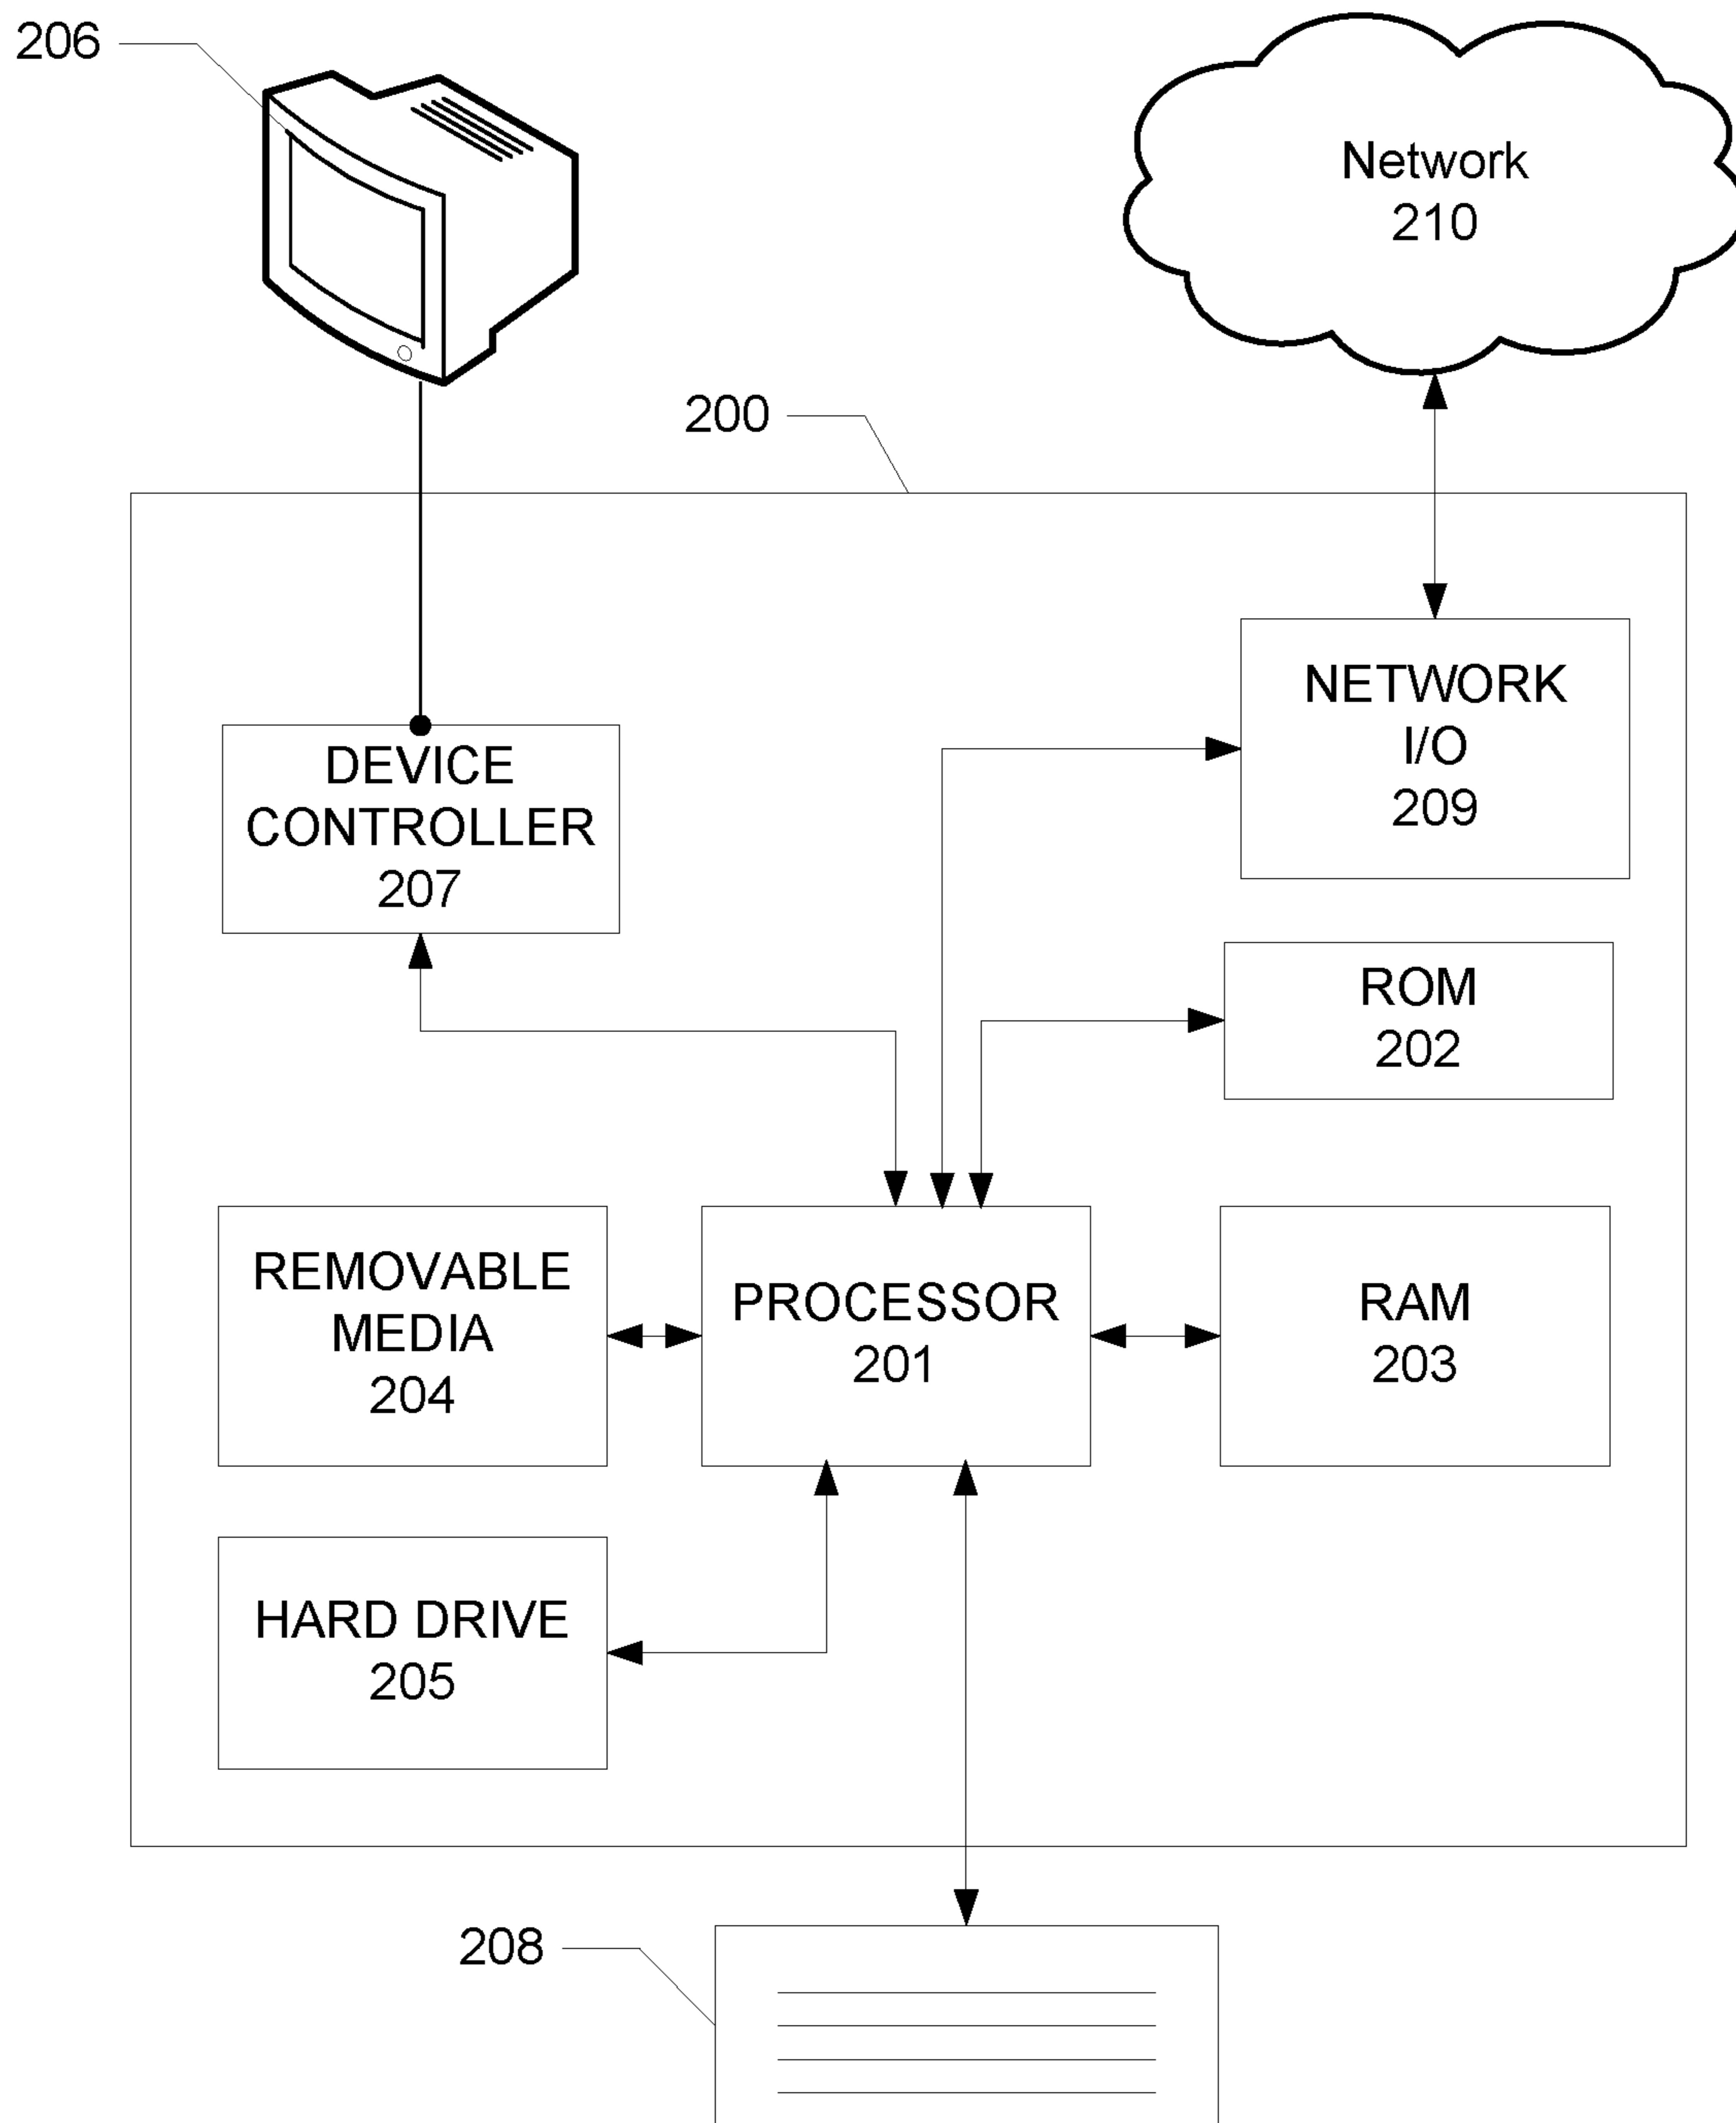 206
Network
210
200
NETWORK
I/O
209
DEVICE
CONTROLLER
207
ROM
202
REMOVABLE
MEDIA
204
PROCESSOR
201
RAM
203
HARD DRIVE
205
208